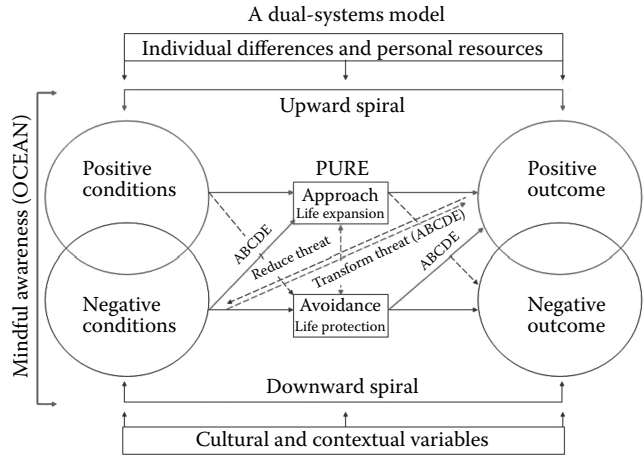 A dual-systems model
Individual differences and personal resources
Upward spiral
Mindful awareness (OCEAN)
Positive
conditions
PURE
Approach
Life expansion
Positive
outcome
ABCDE
Reduce threat
Transform threat (ABCDE)
ABCDE
Negative
conditions
Avoidance
Life protection
Negative
outcome
Downward spiral
Cultural and contextual variables